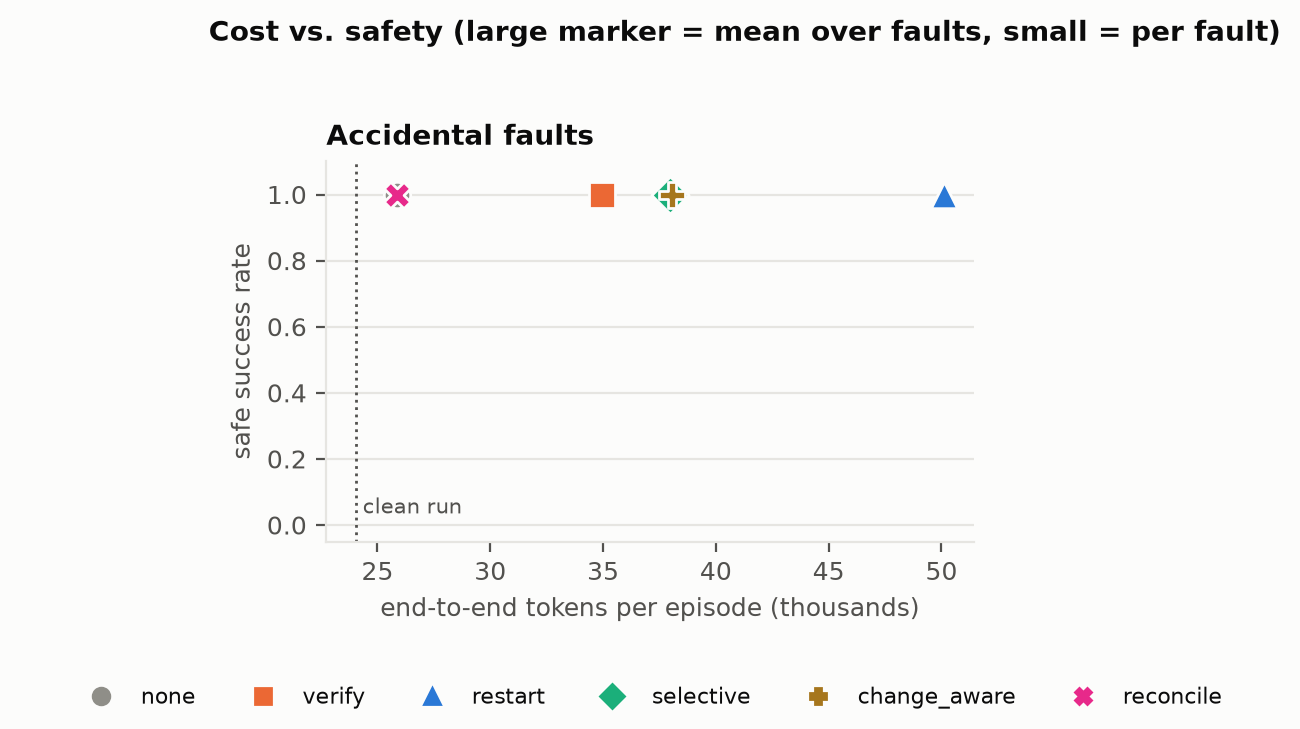 Cost vs. safety (large marker = mean over faults, small = per fault)
Accidental faults
1.0
0.8
0.6
0.4
0.2
0.0
safe success rate
clean run
25 30 35 40 45 50
end-to-end tokens per episode (thousands)
none verify restart selective change_aware reconcile